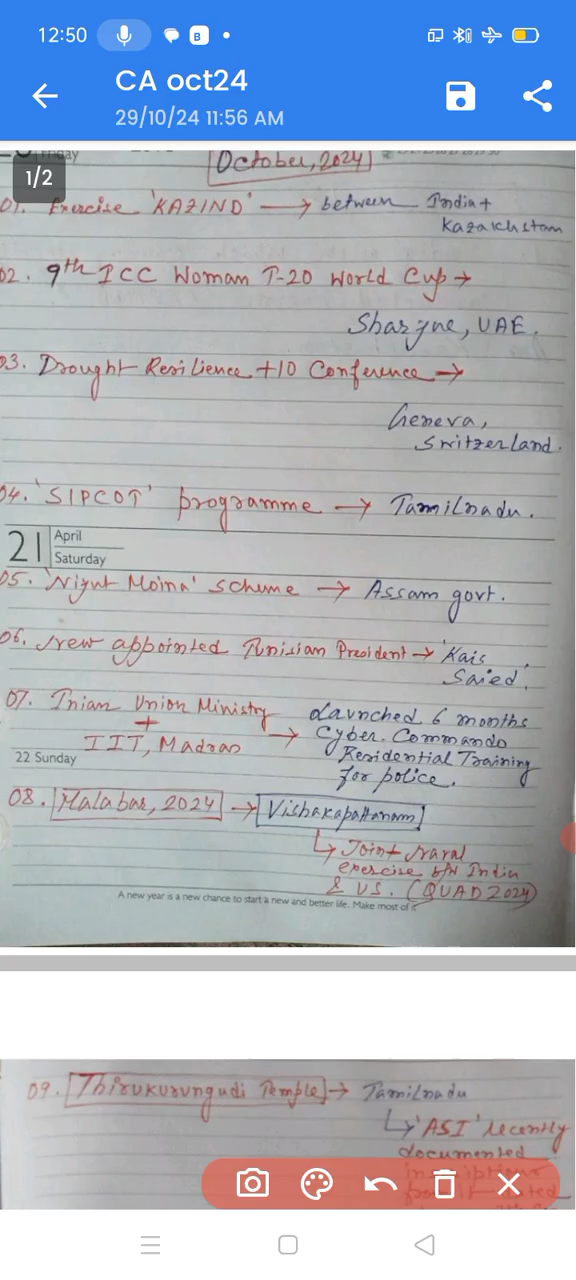 12:50
CA oct24
29/10/24 11:56 AM
October, 2024
1/2
01. Exercise 'KAZIND' → between India +
Kazakhstan
02. 9th ICC Woman T-20 World Cup →
Sharjne, UAE.
03. Drought Resilience +10 Conference →
Geneva,
Switzerland.
04. 'SIPCOT' programme → Tamilnadu.
21 April
Saturday
05. 'Nijut Moina' Scheme → Assam govt.
06. New appointed Tunisian President → 'Kais
Saied.
07. Inian Union Ministry → Launched 6 months
+ Cyber. Commando
IIT, Madras Residential Training
22 Sunday for police.
08. Malabar, 2024 → Vishakapattanam
↳ Joint Naval
exercise b/w India
& US. (QUAD 2024)
A new year is a new chance to start a new and better life. Make most of it
09. Thirukurungudi Temple → Tamilnadu
↳ 'ASI' recently
documented